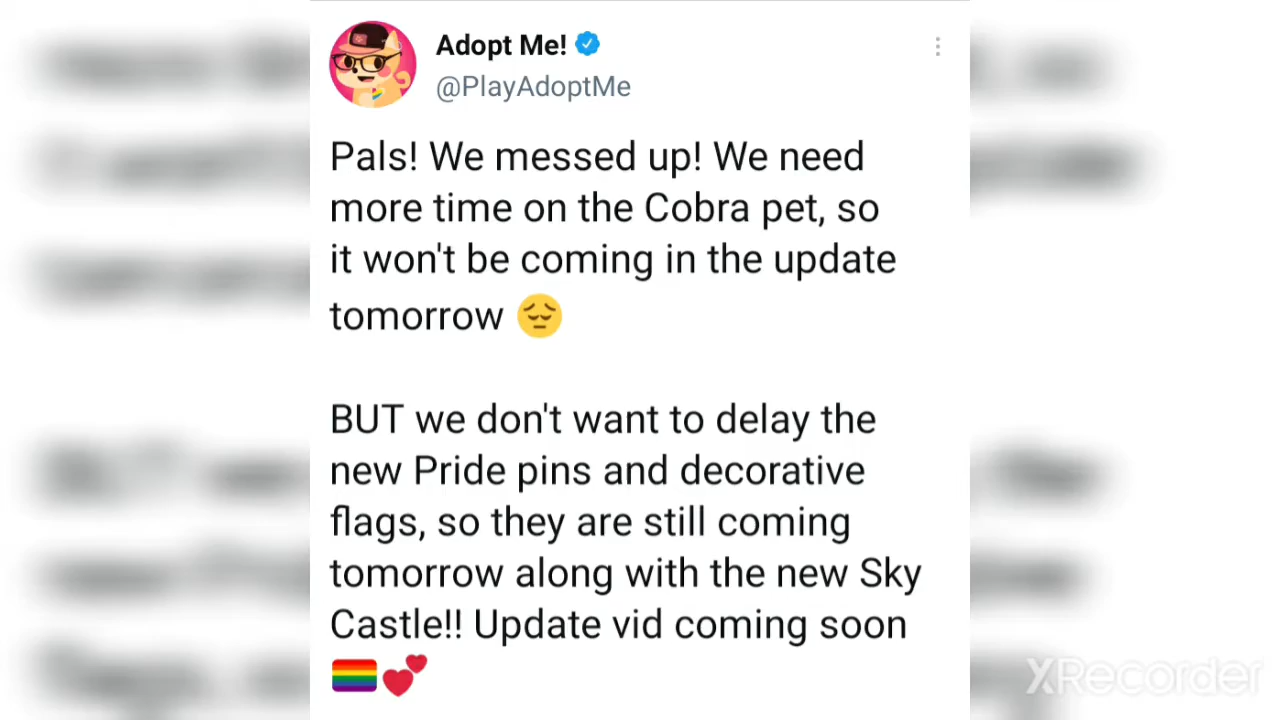 Adopt Me!
@PlayAdoptMe
Pals! We messed up! We need
more time on the Cobra pet, so
it won't be coming in the update
tomorrow 😔
BUT we don't want to delay the
new Pride pins and decorative
flags, so they are still coming
tomorrow along with the new Sky
Castle!! Update vid coming soon
🏳️‍🌈💕
XRecorder